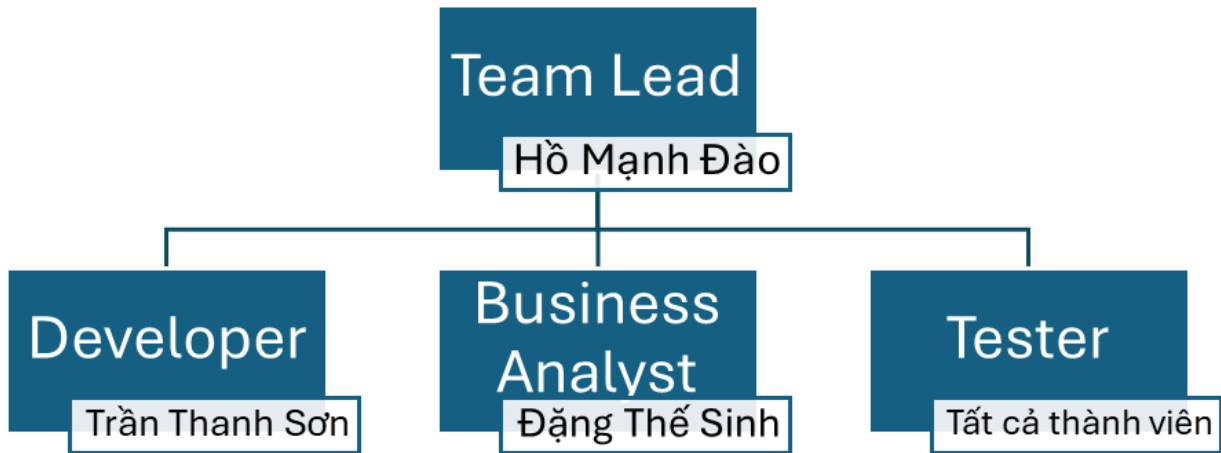 Team Lead
Hồ Mạnh Đào
Developer
Trần Thanh Sơn
Business
Analyst
Đặng Thế Sinh
Tester
Tất cả thành viên